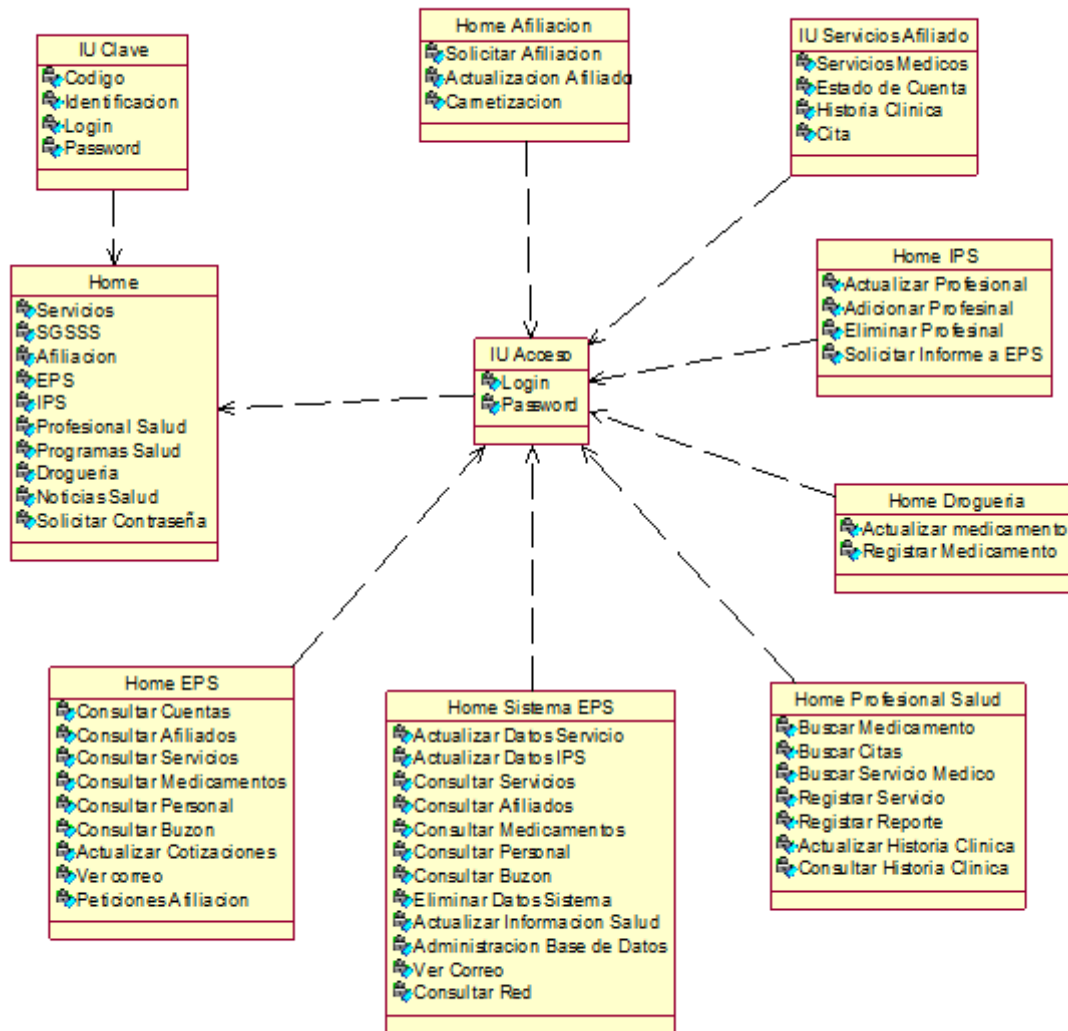 IU Clave
Codigo
Identificacion
Login
Password
Home Afiliacion
Solicitar Afiliacion
Actualizacion Afiliado
Carnetizacion
IU Servicios Afiliado
Servicios Medicos
Estado de Cuenta
Historia Clinica
Cita
Home
Servicios
SGSSS
Afiliacion
EPS
IPS
Profesional Salud
Programas Salud
Drogueria
Noticias Salud
Solicitar Contraseña
IU Acceso
Login
Password
Home IPS
Actualizar Profesional
Adicionar Profesinal
Eliminar Profesinal
Solicitar Informe a EPS
Home Drogueria
Actualizar medicamento
Registrar Medicamento
Home EPS
Consultar Cuentas
Consultar Afiliados
Consultar Servicios
Consultar Medicamentos
Consultar Personal
Consultar Buzon
Actualizar Cotizaciones
Ver correo
Peticiones Afiliacion
Home Sistema EPS
Actualizar Datos Servicio
Actualizar Datos IPS
Consultar Servicios
Consultar Afiliados
Consultar Medicamentos
Consultar Personal
Consultar Buzon
Eliminar Datos Sistema
Actualizar Informacion Salud
Administracion Base de Datos
Ver Correo
Consultar Red
Home Profesional Salud
Buscar Medicamento
Buscar Citas
Buscar Servicio Medico
Registrar Servicio
Registrar Reporte
Actualizar Historia Clinica
Consultar Historia Clinica